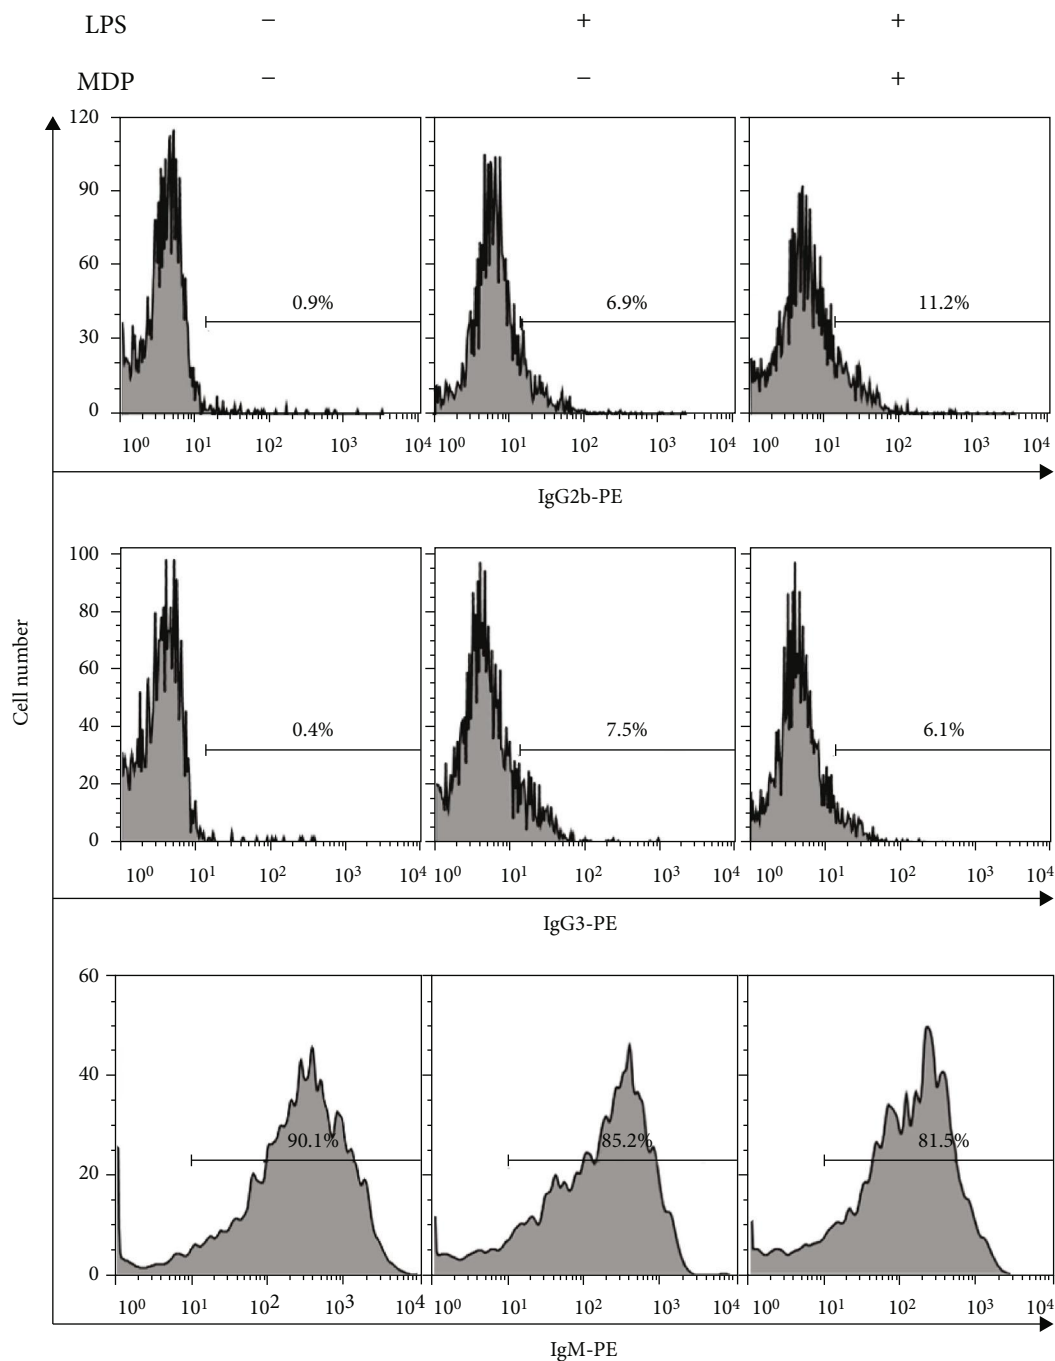 LPS − + +
MDP − − +
120
90
60
30
0
0.9% 6.9% 11.2%
10⁰ 10¹ 10² 10³ 10⁴ 10⁰ 10¹ 10² 10³ 10⁴ 10⁰ 10¹ 10² 10³ 10⁴
IgG2b-PE
Cell number
100
80
60
40
20
0
0.4% 7.5% 6.1%
10⁰ 10¹ 10² 10³ 10⁴ 10⁰ 10¹ 10² 10³ 10⁴ 10⁰ 10¹ 10² 10³ 10⁴
IgG3-PE
60
40
20
0
90.1% 85.2% 81.5%
10⁰ 10¹ 10² 10³ 10⁴ 10⁰ 10¹ 10² 10³ 10⁴ 10⁰ 10¹ 10² 10³ 10⁴
IgM-PE